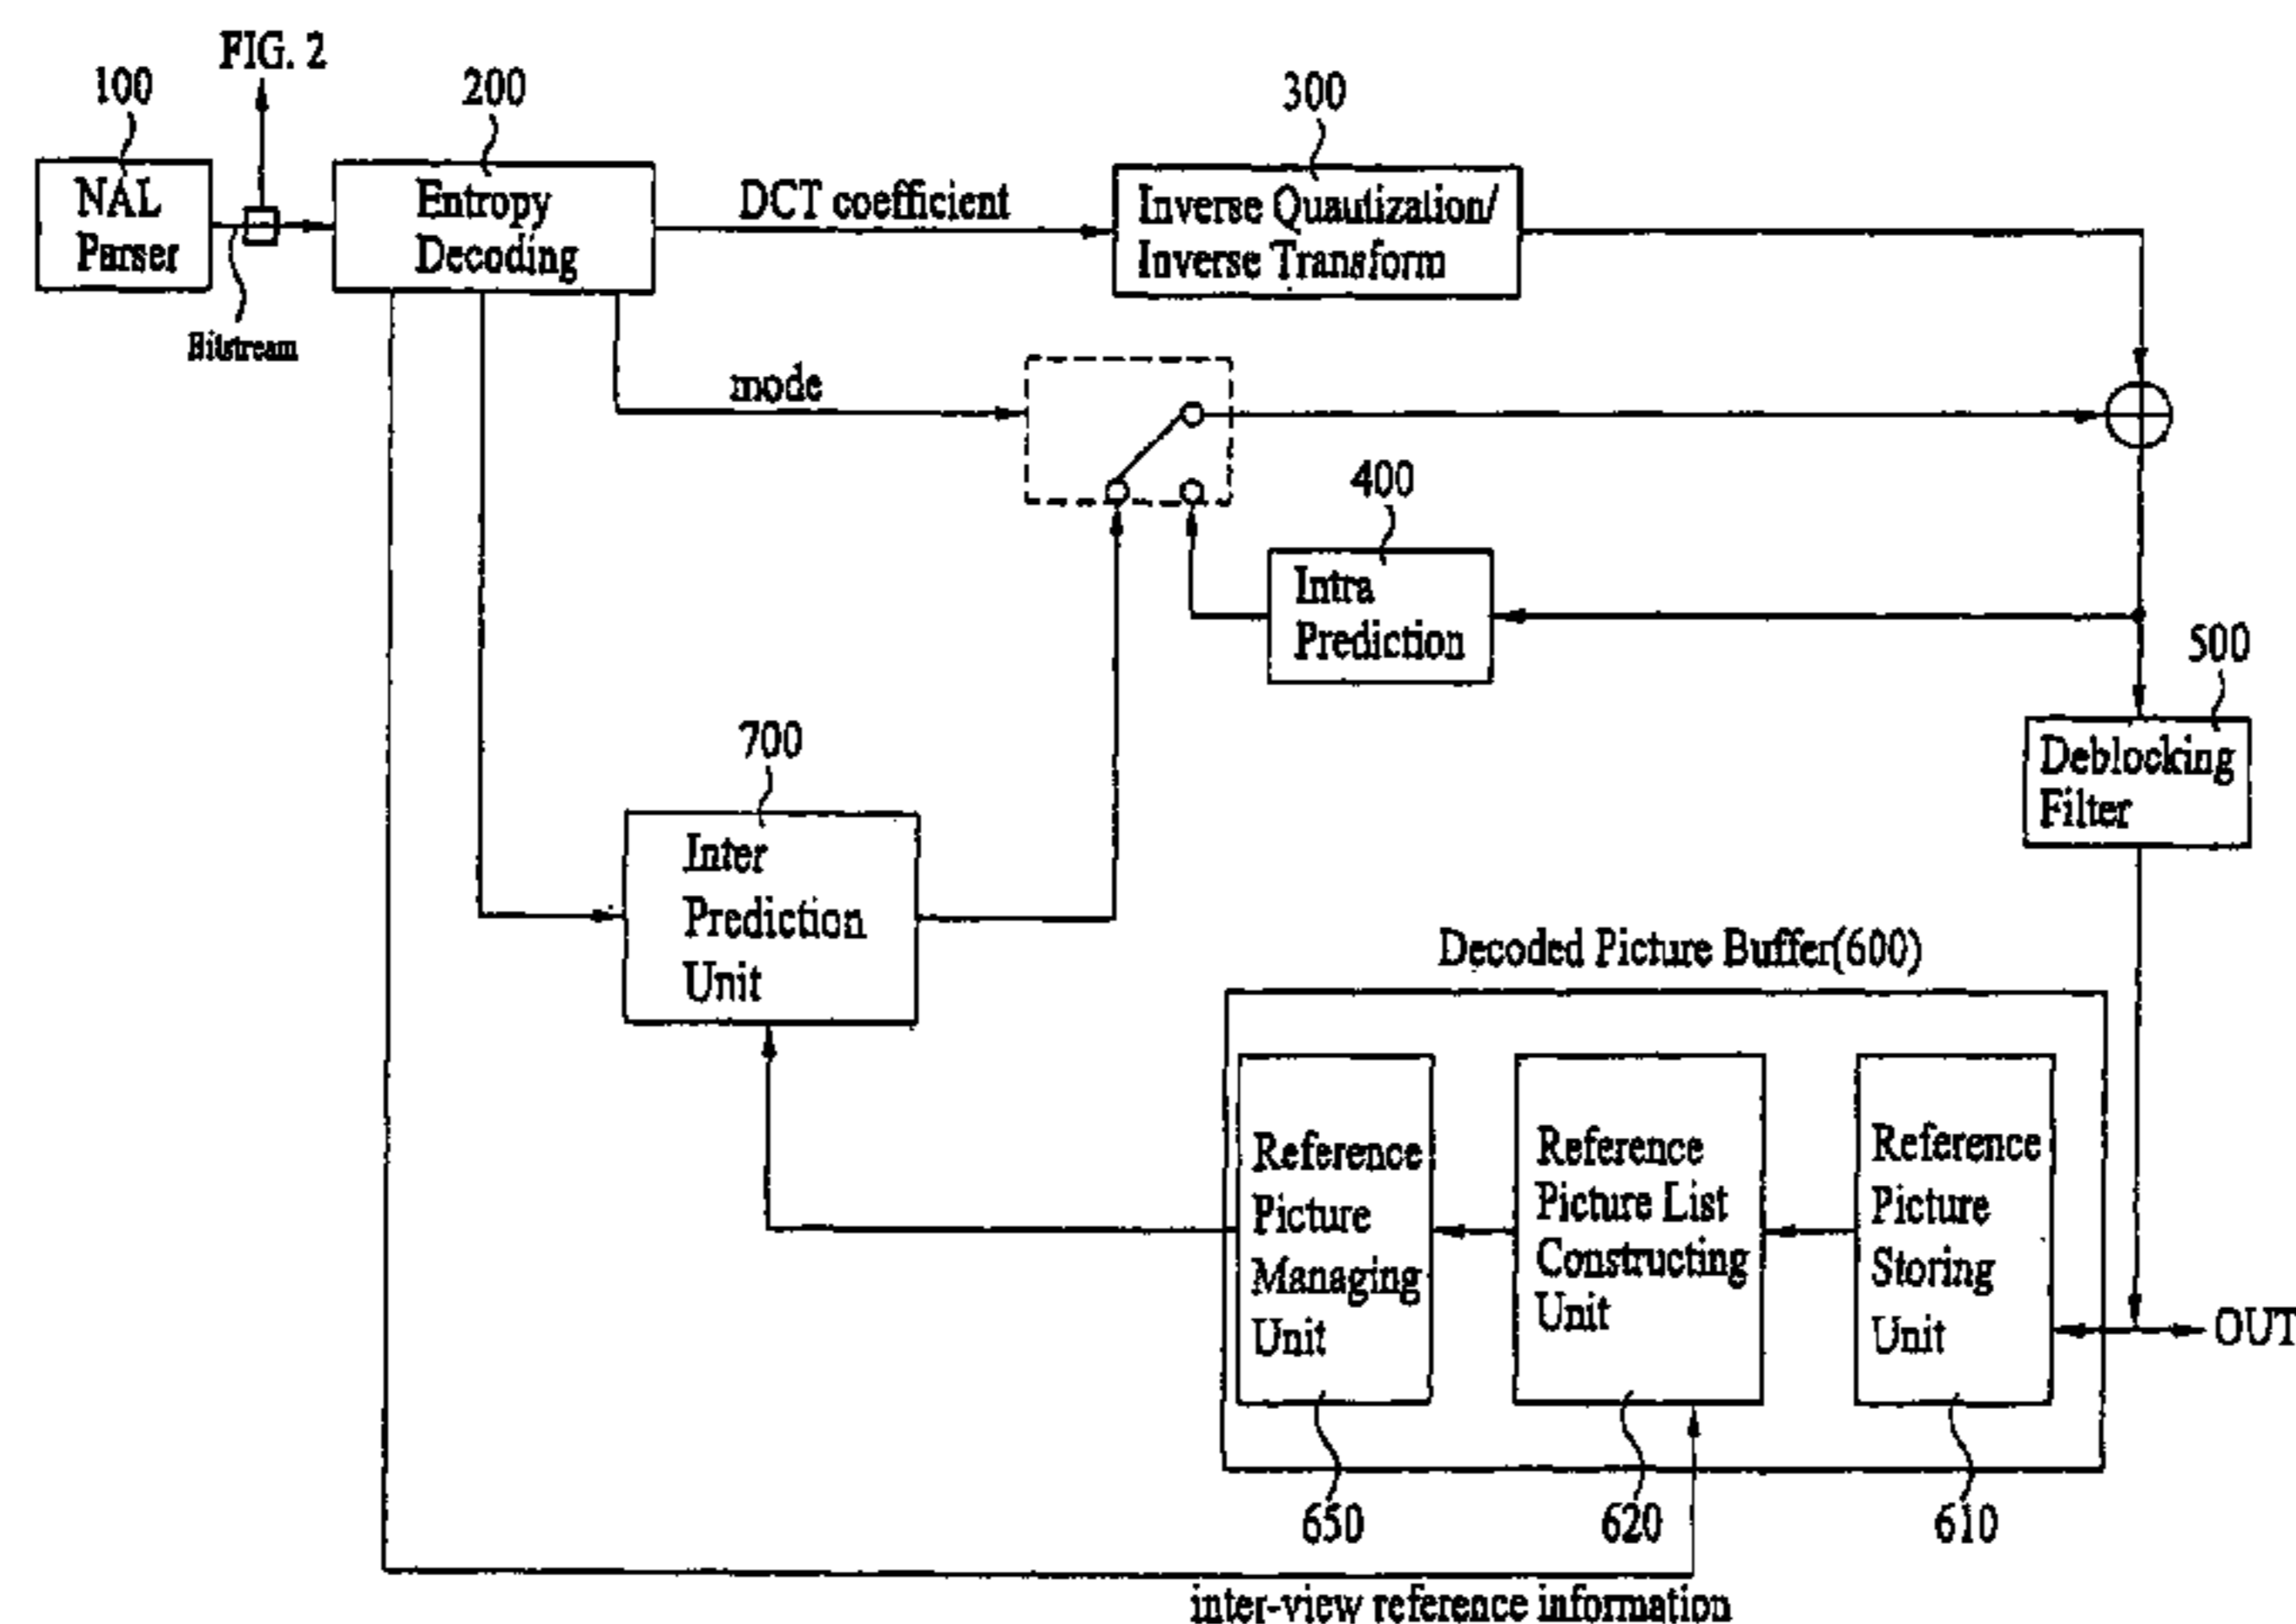 FIG. 2
100
200
300
NAL
Parser
Entropy
Decoding
DCT coefficient
Inverse Quautization/
Inverse Transform
Bitstream
mode
400
Intra
Prediction
500
Deblocking
Filter
700
Inter
Prediction
Unit
Decoded Picture Buffer(600)
Reference
Picture
Managing
Unit
Reference
Picture List
Constructing
Unit
Reference
Picture
Storing
Unit
OUT
650
620
610
inter-view reference information